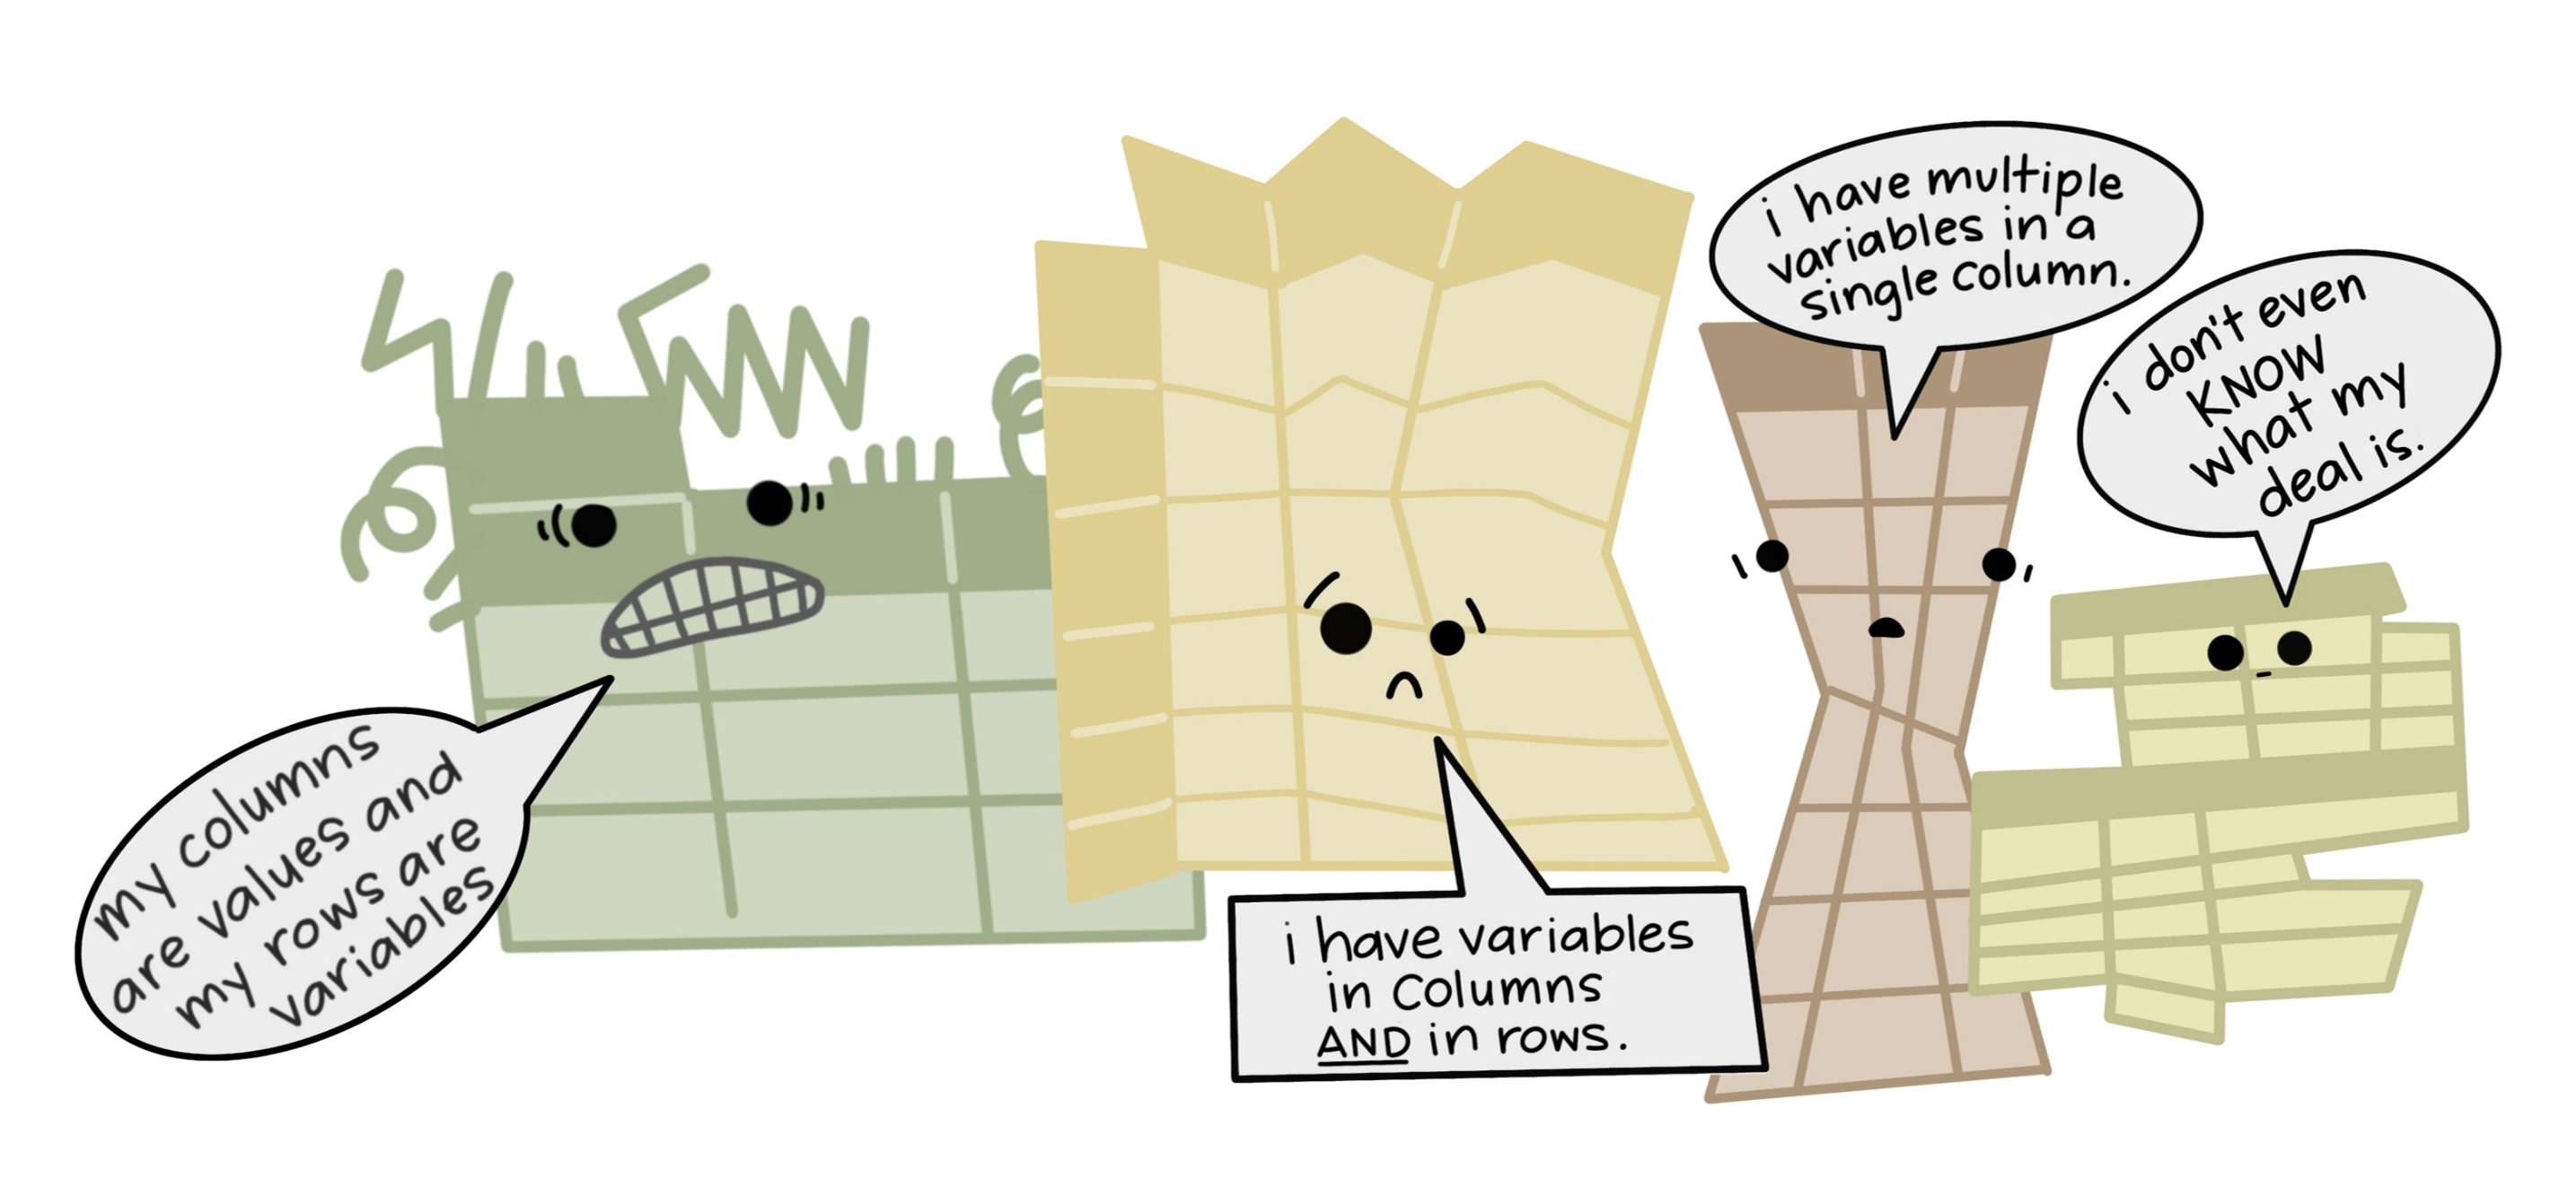 my columns
are values and
my rows are
variables
i have variables
in columns
AND in rows.
i have multiple
variables in a
single column.
i don't even
KNOW
what my
deal is.